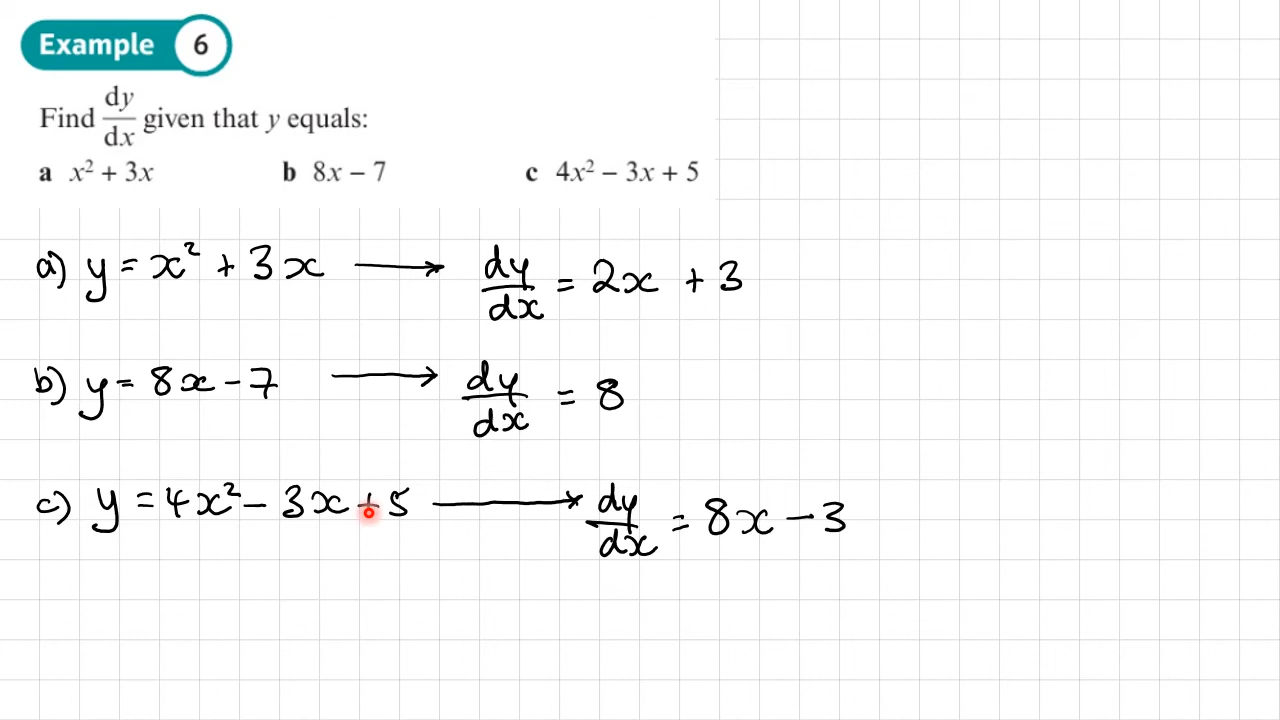 Example 6
Find dy/dx given that y equals:
a x² + 3x b 8x − 7 c 4x² − 3x + 5
a) y = x² + 3x → dy/dx = 2x + 3
b) y = 8x − 7 → dy/dx = 8
c) y = 4x² − 3x + 5 → dy/dx = 8x − 3